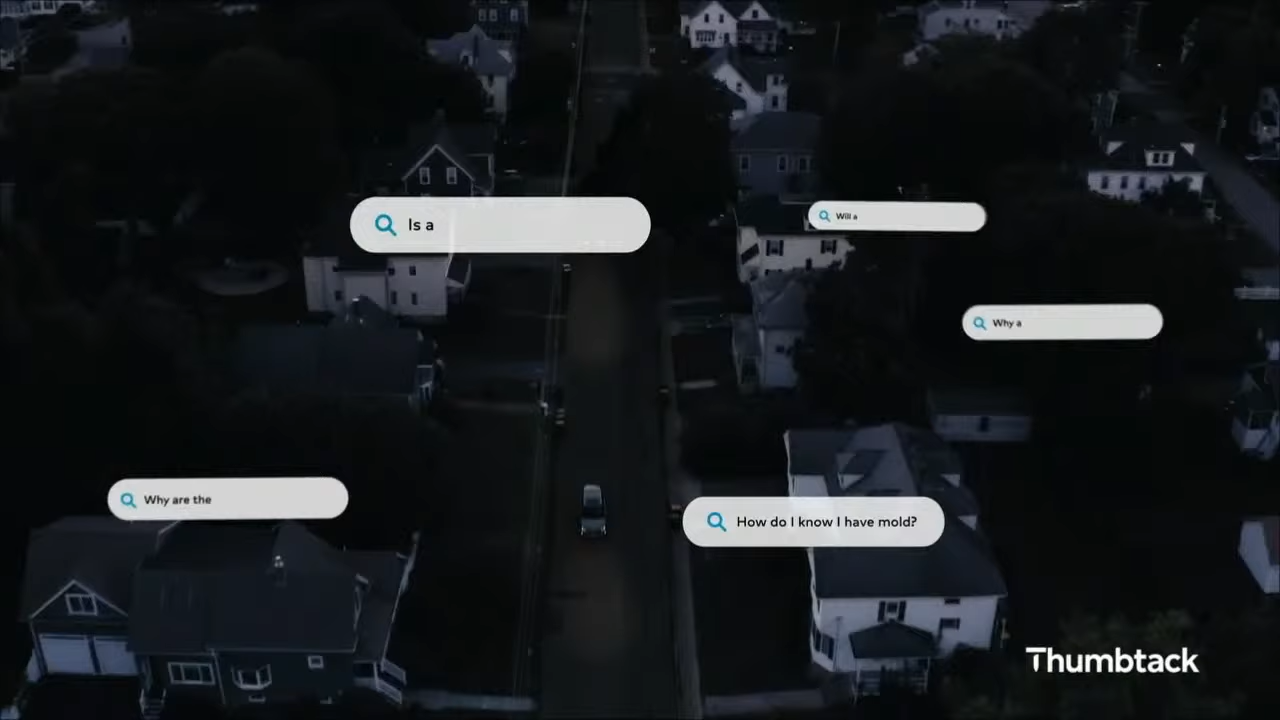 Is a
Will a
Why a
Why are the
How do I know I have mold?
Thumbtack